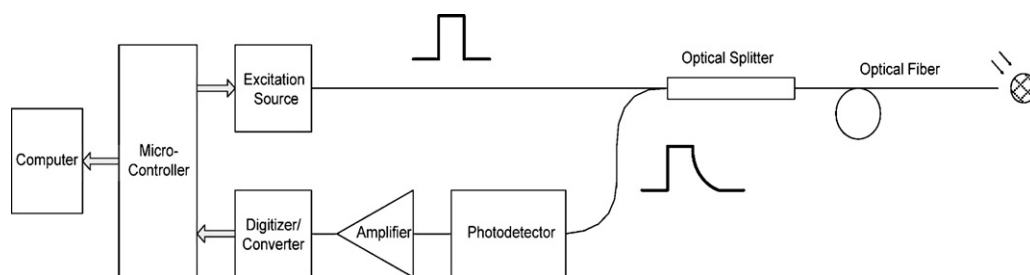 Computer
Micro-
Controller
Excitation
Source
Optical Splitter
Optical Fiber
Digitizer/
Converter
Amplifier
Photodetector